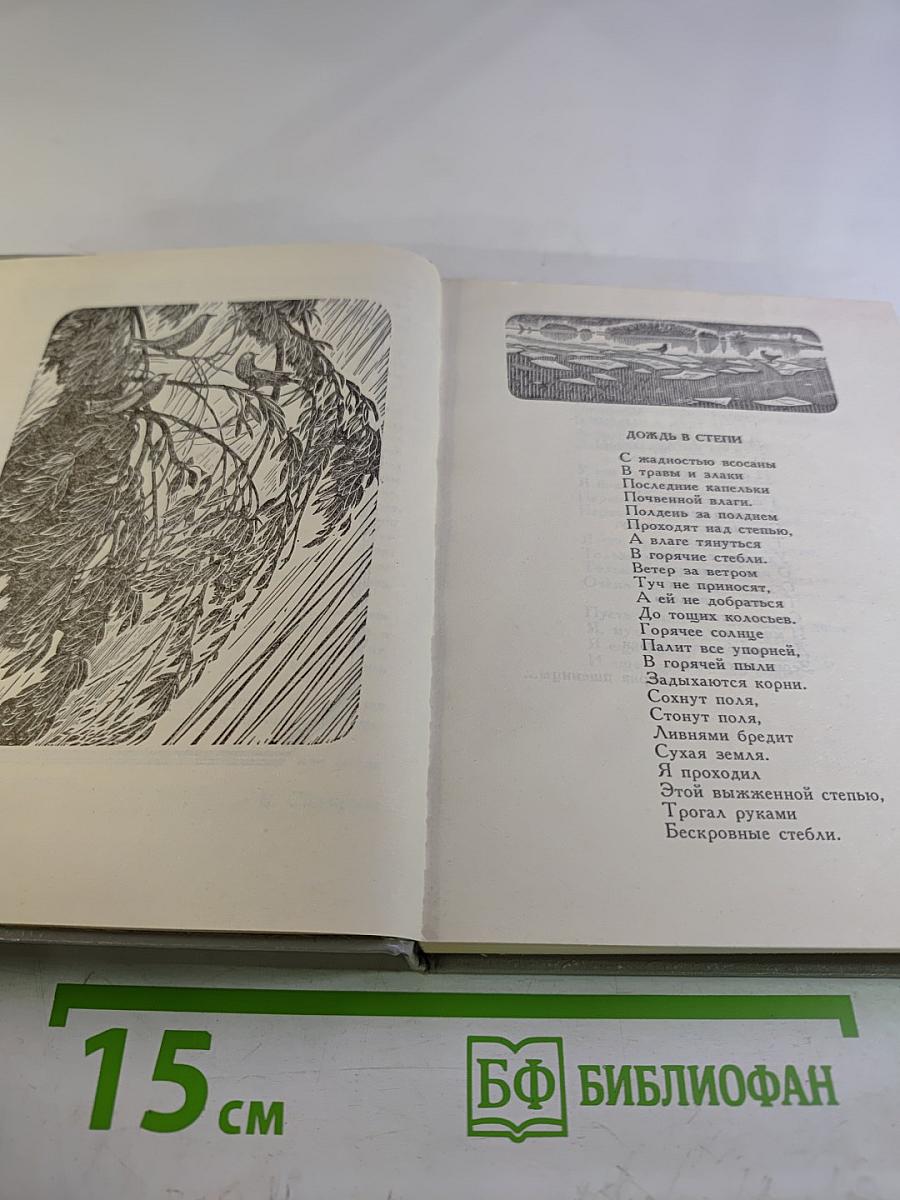 ДОЖДЬ В СТЕПИ
С жадностью всосаны
В травы и злаки
Последние капельки
Почвенной влаги.
Полдень за полднем
Проходят над степью,
А влаге тянуться
В горячие стебли.
Ветер за ветром
Туч не приносят,
А ей не добраться
До тощих колосьев.
Горячее солнце
Палит все упорней,
В горячей пыли
Задыхаются корни.
Сохнут поля,
Стонут поля,
Ливнями бредит
Сухая земля.
Я проходил
Этой выжженной степью,
Трогал руками
Бескровные стебли.
15 см
БФ БИБЛИОФАН